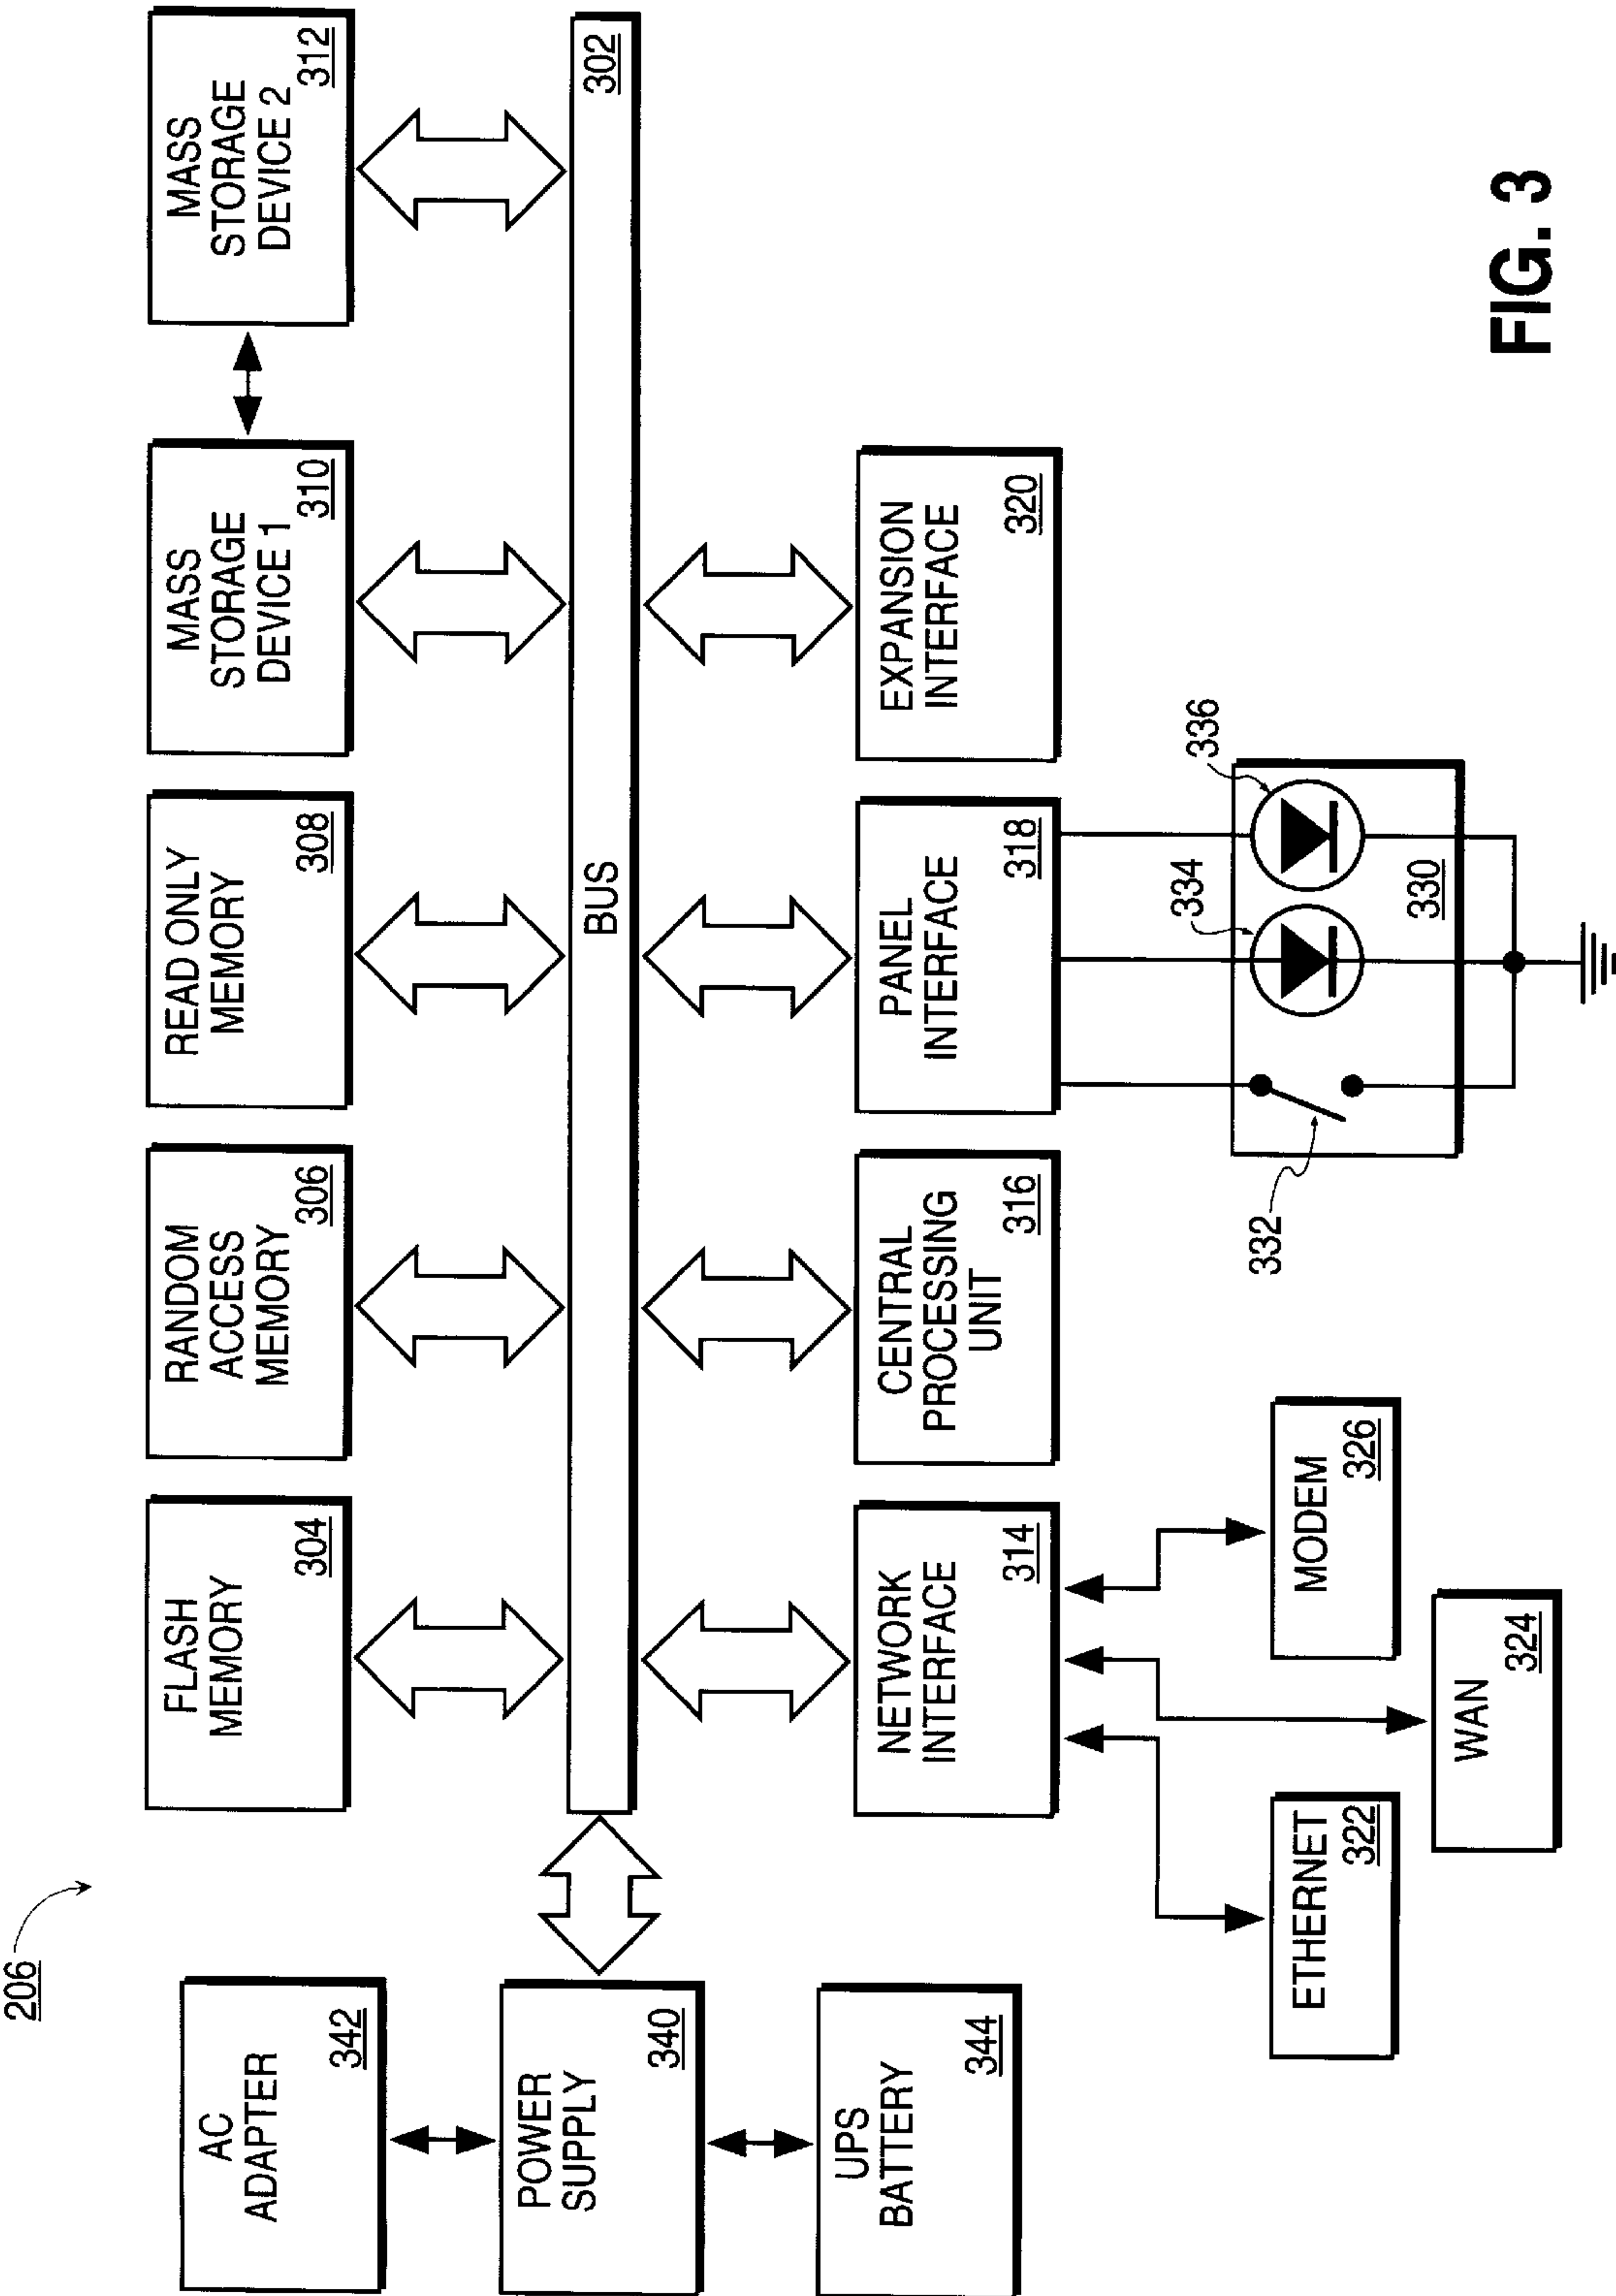 206
AC
ADAPTER
342
POWER
SUPPLY
340
UPS
BATTERY
344
FLASH
MEMORY
304
RANDOM
ACCESS
MEMORY
306
READ ONLY
MEMORY
308
MASS
STORAGE
DEVICE 1
310
MASS
STORAGE
DEVICE 2
312
BUS
302
NETWORK
INTERFACE
314
CENTRAL
PROCESSING
UNIT
316
PANEL
INTERFACE
318
EXPANSION
INTERFACE
320
ETHERNET
322
WAN
324
MODEM
326
332
334
336
330
FIG. 3